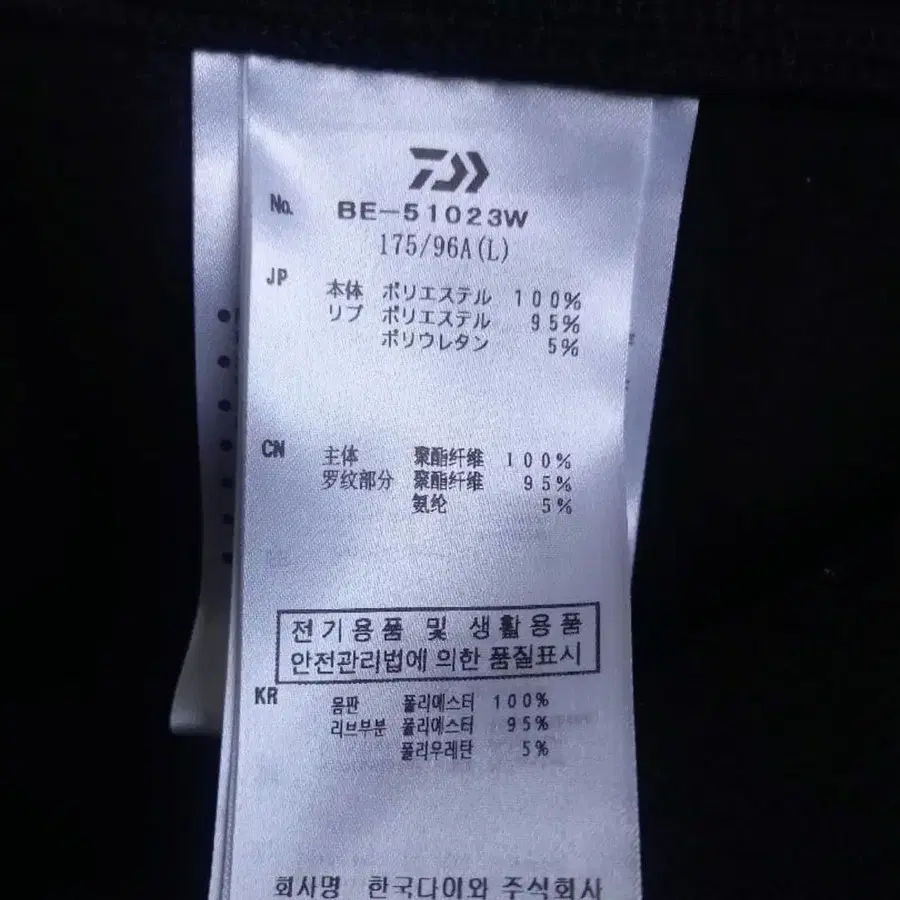 No. BE-51023W
175/96A(L)
JP 本体 ポリエステル 100%
リブ ポリエステル 95%
ポリウレタン 5%
CN 主体 聚酯纤维 100%
罗纹部分 聚酯纤维 95%
氨纶 5%
전기용품 및 생활용품
안전관리법에 의한 품질표시
KR 몸판 폴리에스터 100%
리브부분 폴리에스터 95%
폴리우레탄 5%
회사명 한국다이와 주식회사